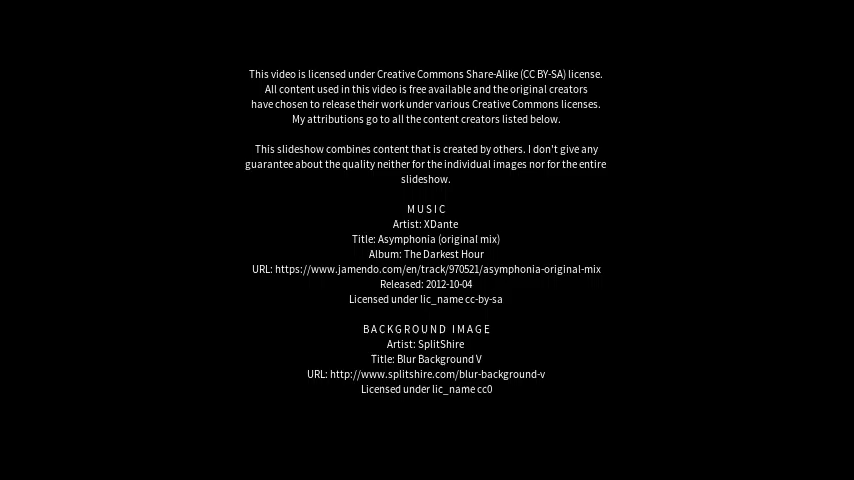 This video is licensed under Creative Commons Share-Alike (CC BY-SA) license.
All content used in this video is free available and the original creators
have chosen to release their work under various Creative Commons licenses.
My attributions go to all the content creators listed below.
This slideshow combines content that is created by others. I don't give any
guarantee about the quality neither for the individual images nor for the entire
slideshow.
MUSIC
Artist: XDante
Title: Asymphonia (original mix)
Album: The Darkest Hour
URL: https://www.jamendo.com/en/track/970521/asymphonia-original-mix
Released: 2012-10-04
Licensed under lic_name cc-by-sa
BACKGROUND IMAGE
Artist: SplitShire
Title: Blur Background V
URL: http://www.splitshire.com/blur-background-v
Licensed under lic_name cc0